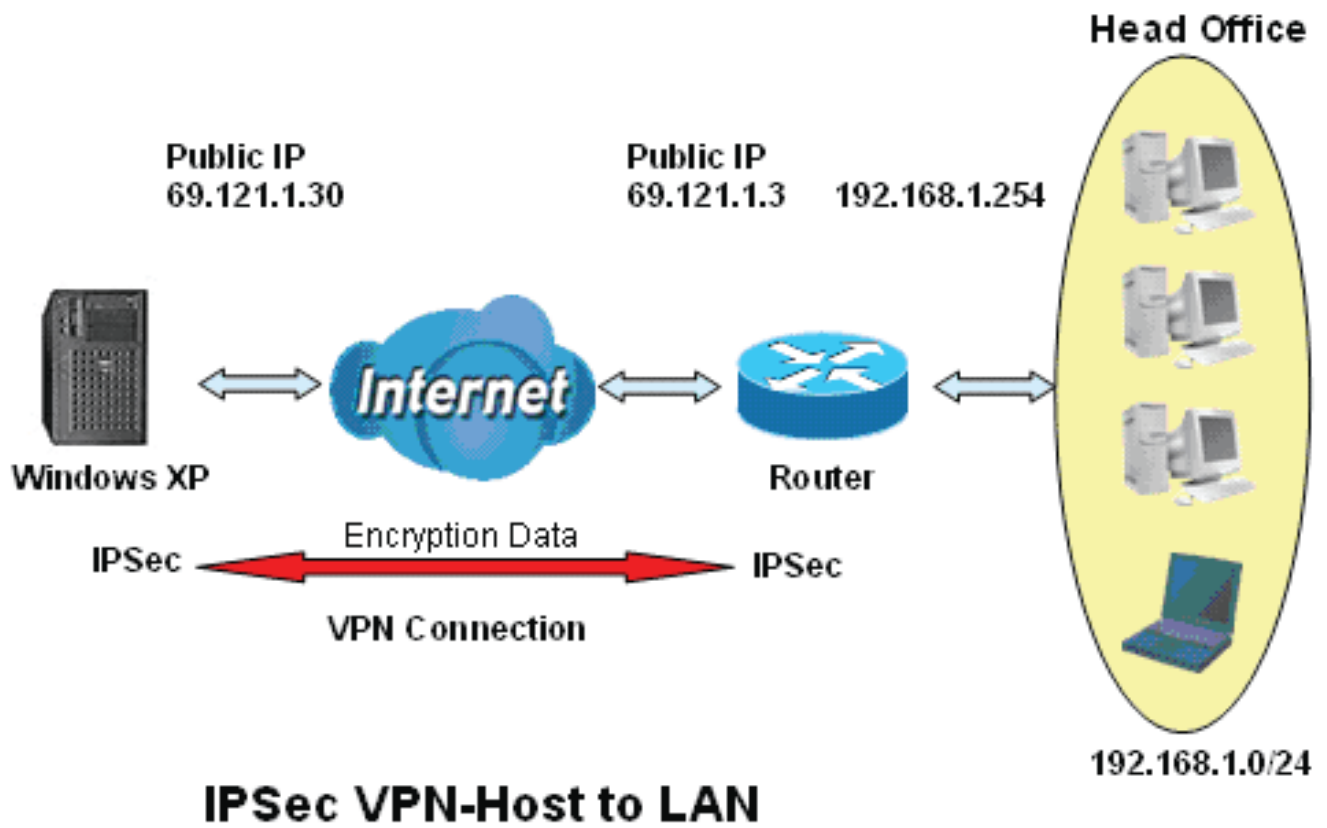 Head Office
Public IP
69.121.1.30
Public IP
69.121.1.3
192.168.1.254
Internet
Windows XP
Router
IPSec
Encryption Data
IPSec
VPN Connection
192.168.1.0/24
IPSec VPN-Host to LAN